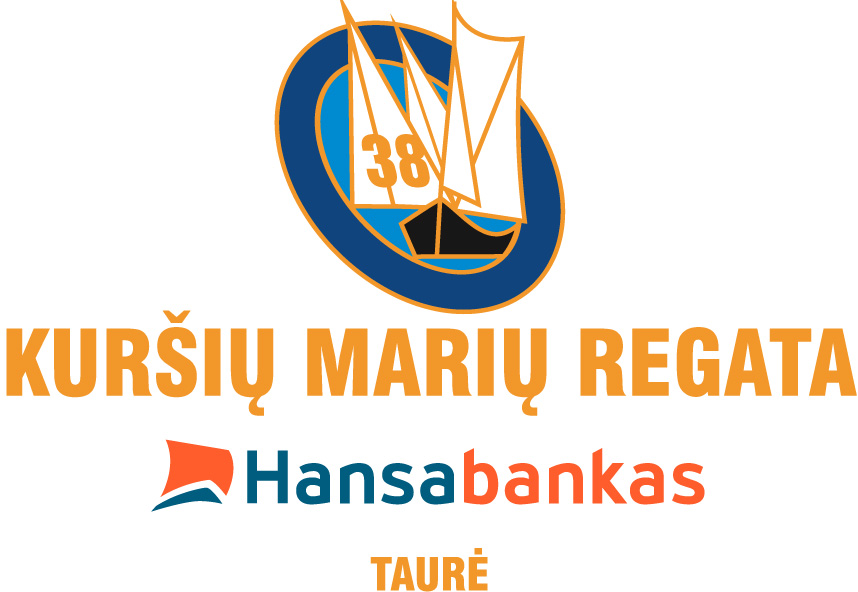 38
KURŠIŲ MARIŲ REGATA
Hansabankas
TAURĖ